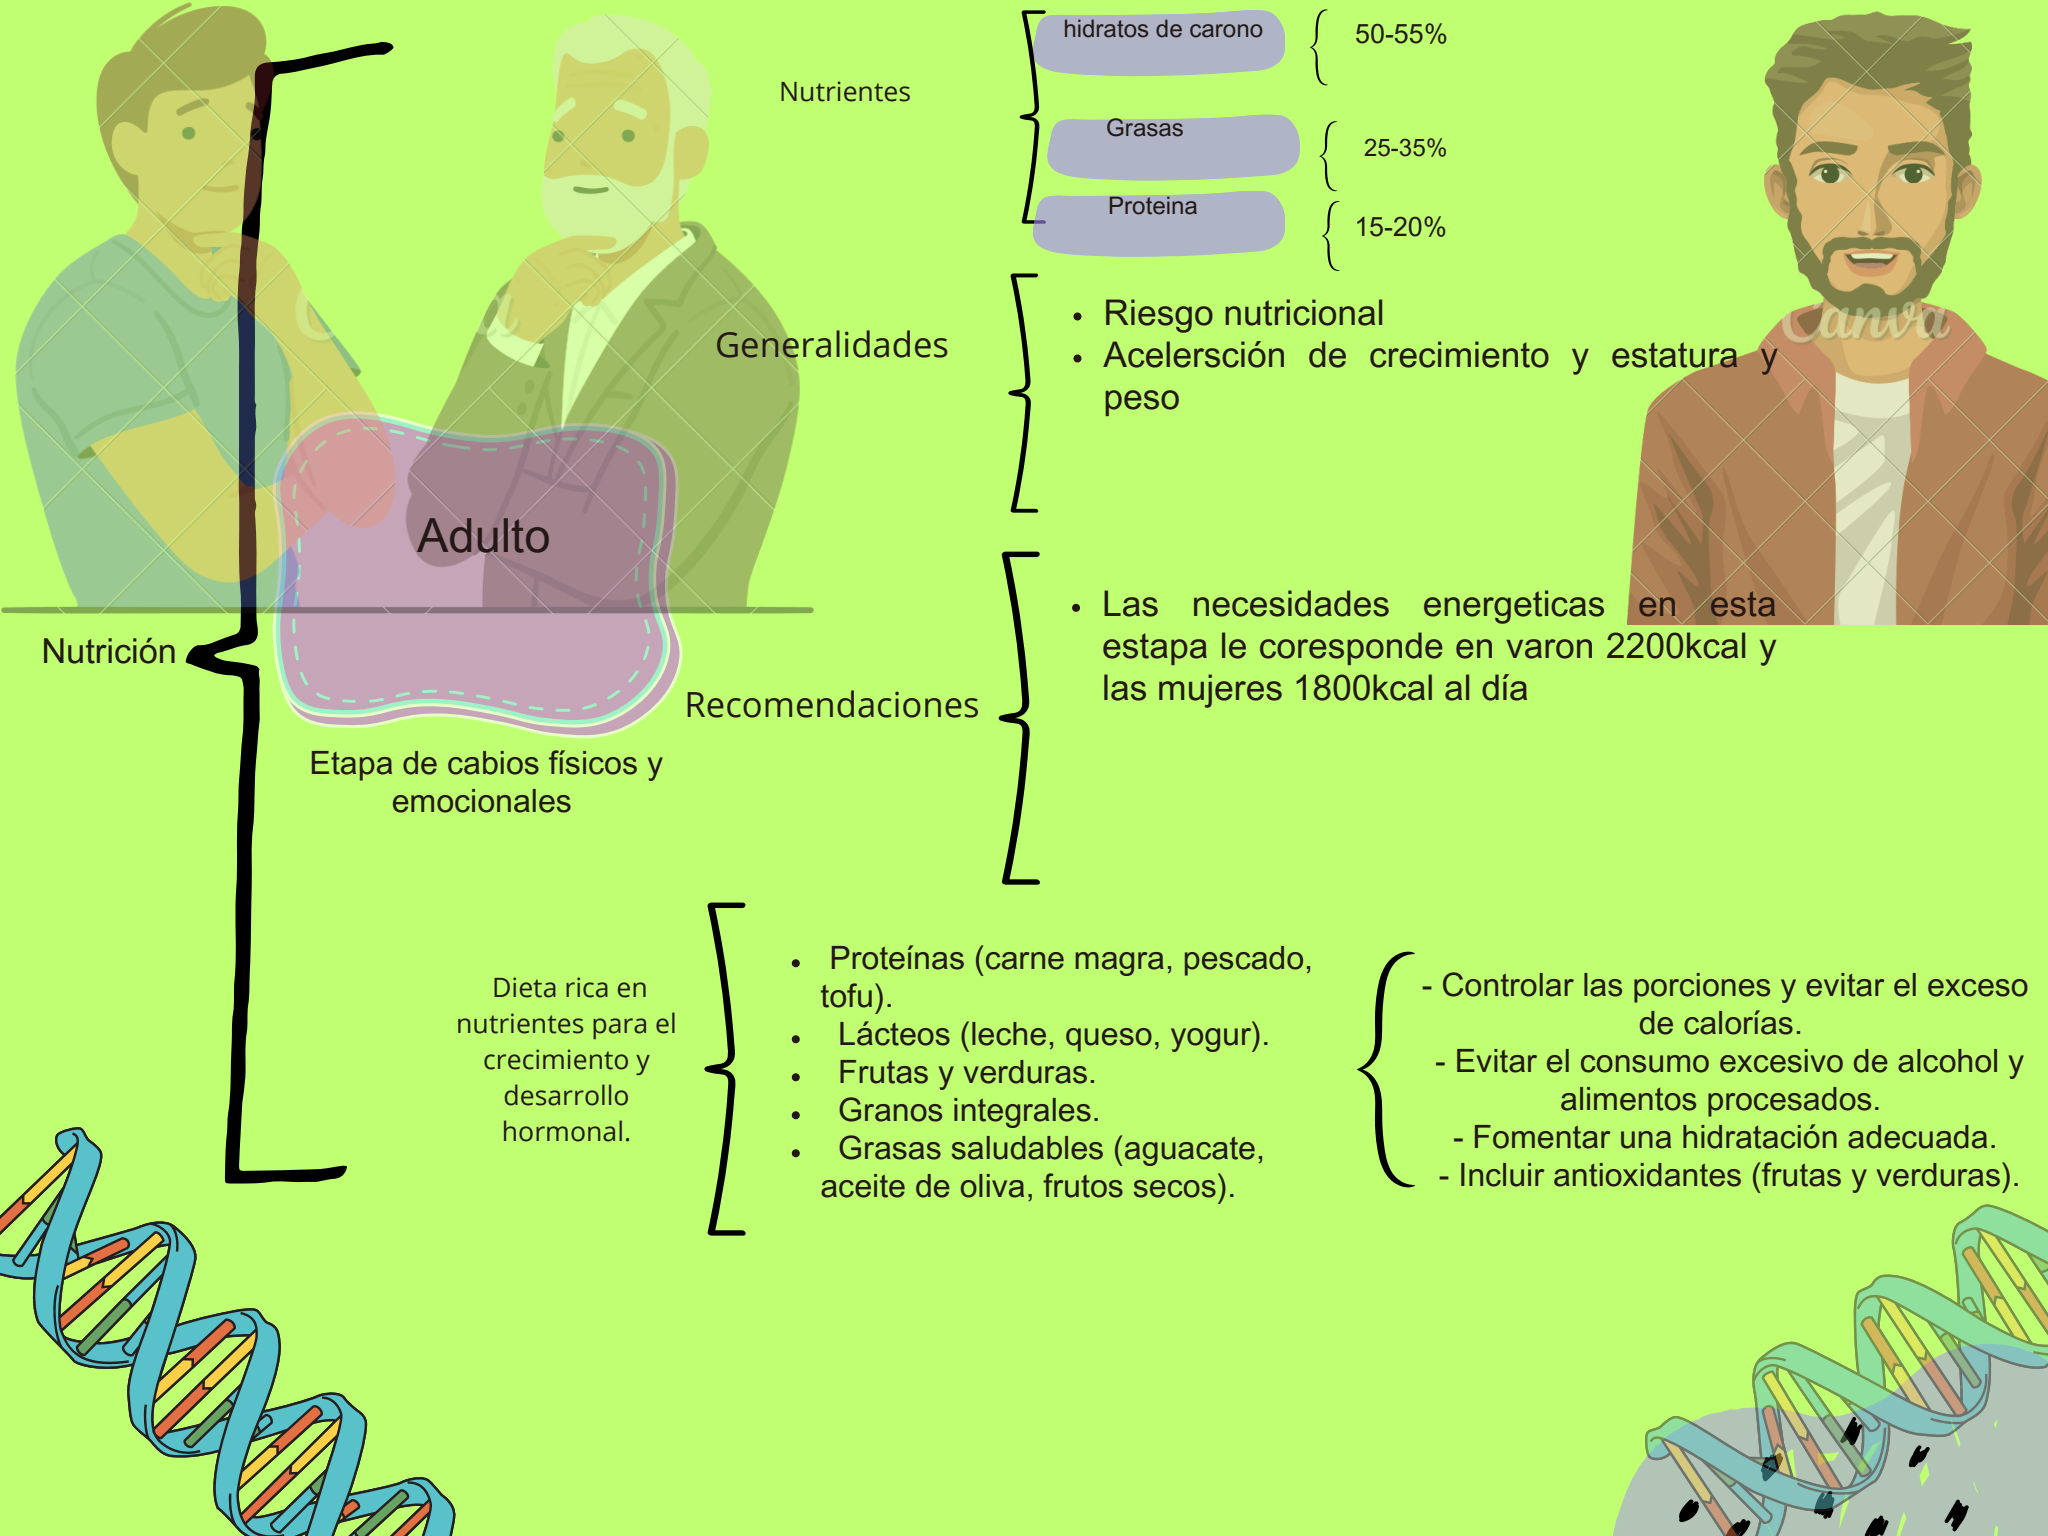 Nutrientes
hidratos de carono
50-55%
Grasas
25-35%
Proteina
15-20%
Generalidades
Riesgo nutricional
Acelersción de crecimiento y estatura y
peso
Canva
Adulto
Nutrición
Recomendaciones
Las necesidades energeticas en esta
estapa le coresponde en varon 2200kcal y
las mujeres 1800kcal al día
Etapa de cabios físicos y
emocionales
Dieta rica en
nutrientes para el
crecimiento y
desarrollo
hormonal.
Proteínas (carne magra, pescado,
tofu).
Lácteos (leche, queso, yogur).
Frutas y verduras.
Granos integrales.
Grasas saludables (aguacate,
aceite de oliva, frutos secos).
- Controlar las porciones y evitar el exceso
de calorías.
- Evitar el consumo excesivo de alcohol y
alimentos procesados.
- Fomentar una hidratación adecuada.
- Incluir antioxidantes (frutas y verduras).